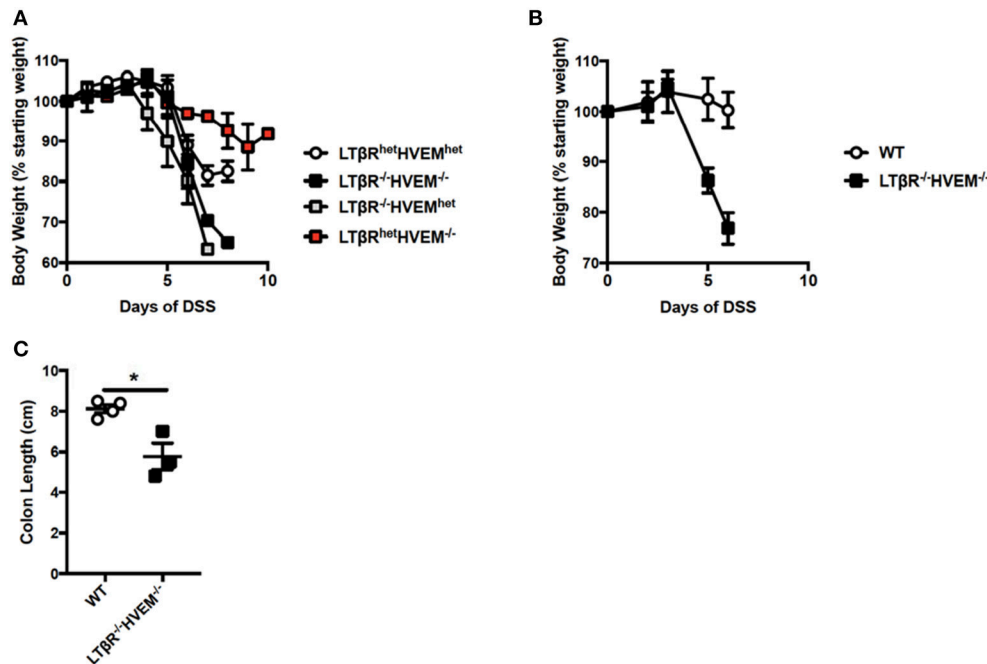 A
Body Weight (% starting weight)
110
100
90
80
70
60
0
5
10
Days of DSS
LTβRhetHVEMhet
LTβR-/-HVEM-/-
LTβR-/-HVEMhet
LTβRhetHVEM-/-
B
Body Weight (% starting weight)
110
100
90
80
70
0
5
10
Days of DSS
WT
LTβR-/-HVEM-/-
C
Colon Length (cm)
10
8
6
4
2
0
*
WT
LTβR-/-HVEM-/-